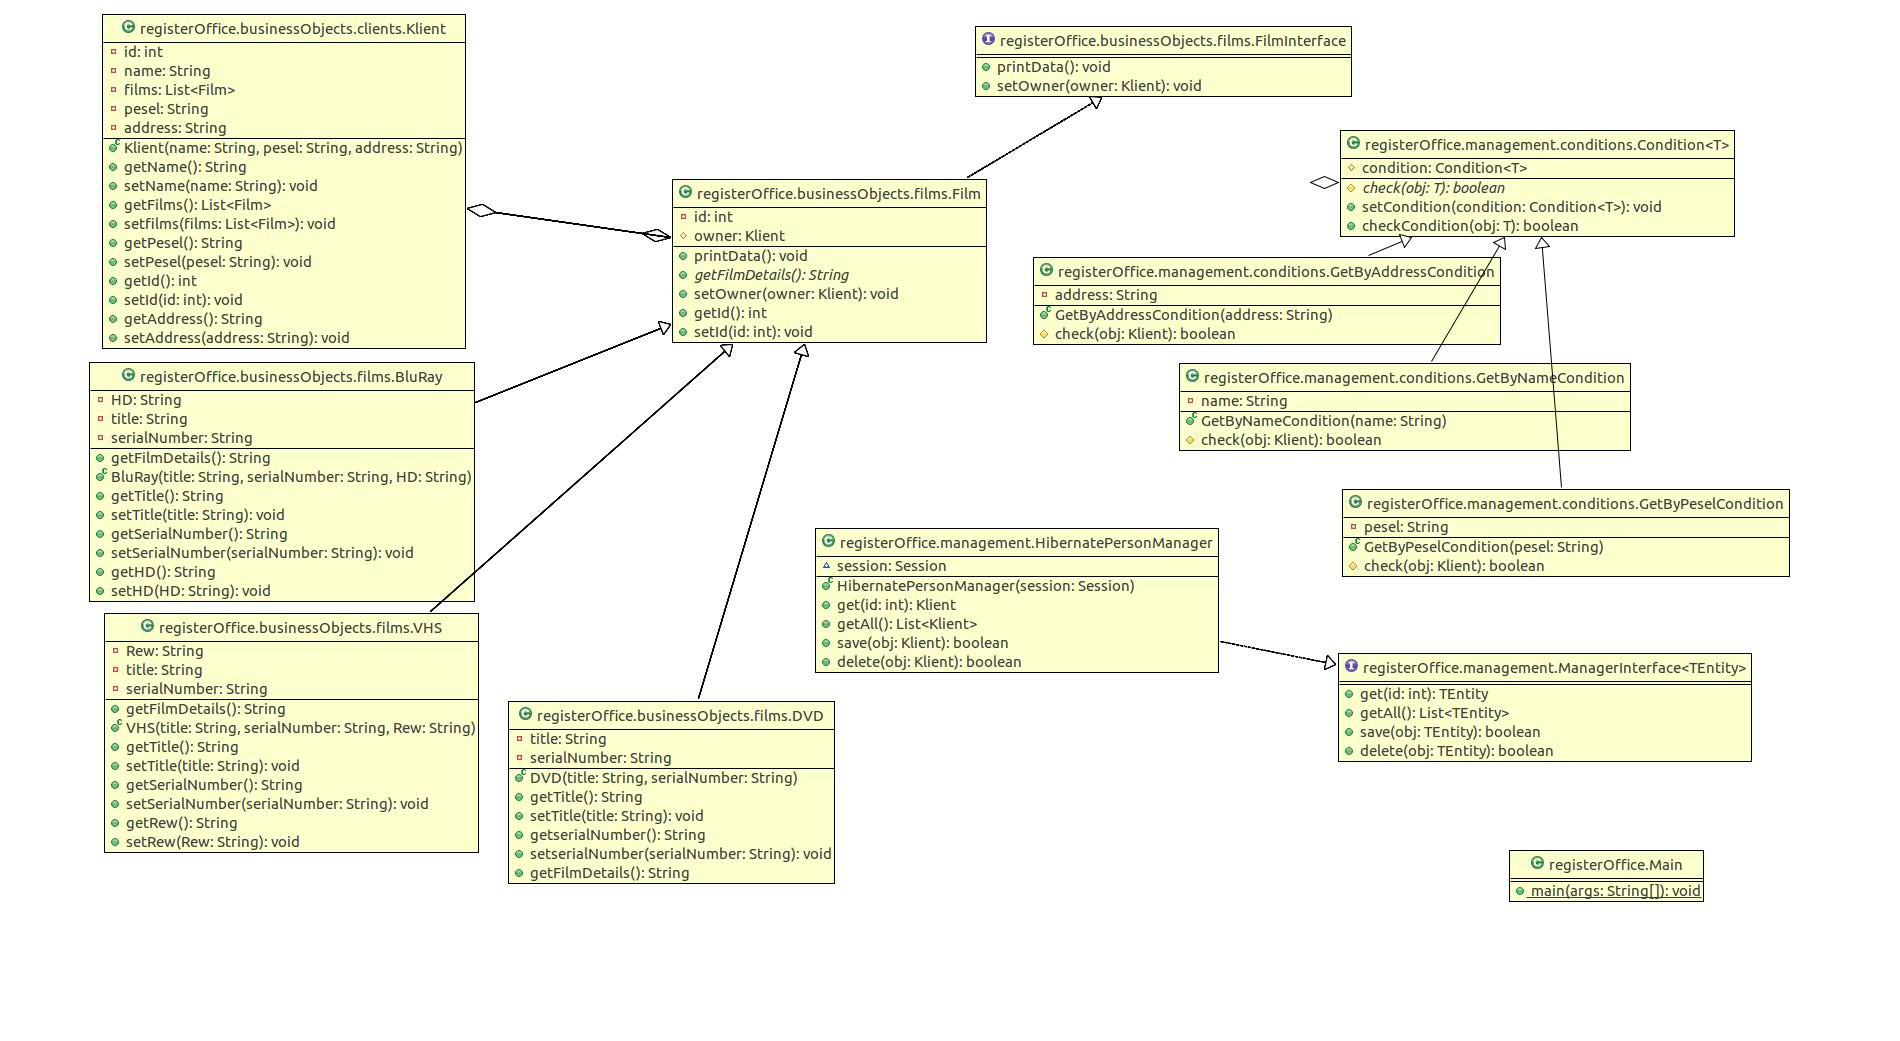 registerOffice.businessObjects.clients.Klient
id: int
name: String
films: List<Film>
pesel: String
address: String
Klient(name: String, pesel: String, address: String)
getName(): String
setName(name: String): void
getFilms(): List<Film>
setfilms(films: List<Film>): void
getPesel(): String
setPesel(pesel: String): void
getId(): int
setId(id: int): void
getAddress(): String
setAddress(address: String): void
registerOffice.businessObjects.films.FilmInterface
printData(): void
setOwner(owner: Klient): void
registerOffice.management.conditions.Condition<T>
condition: Condition<T>
check(obj: T): boolean
setCondition(condition: Condition<T>): void
checkCondition(obj: T): boolean
registerOffice.businessObjects.films.Film
id: int
owner: Klient
printData(): void
getFilmDetails(): String
setOwner(owner: Klient): void
getId(): int
setId(id: int): void
registerOffice.management.conditions.GetByAddressCondition
address: String
GetByAddressCondition(address: String)
check(obj: Klient): boolean
registerOffice.businessObjects.films.BluRay
HD: String
title: String
serialNumber: String
getFilmDetails(): String
BluRay(title: String, serialNumber: String, HD: String)
getTitle(): String
setTitle(title: String): void
getSerialNumber(): String
setSerialNumber(serialNumber: String): void
getHD(): String
setHD(HD: String): void
registerOffice.management.conditions.GetByNameCondition
name: String
GetByNameCondition(name: String)
check(obj: Klient): boolean
registerOffice.management.conditions.GetByPeselCondition
pesel: String
GetByPeselCondition(pesel: String)
check(obj: Klient): boolean
registerOffice.management.HibernatePersonManager
session: Session
HibernatePersonManager(session: Session)
get(id: int): Klient
getAll(): List<Klient>
save(obj: Klient): boolean
delete(obj: Klient): boolean
registerOffice.businessObjects.films.VHS
Rew: String
title: String
serialNumber: String
getFilmDetails(): String
VHS(title: String, serialNumber: String, Rew: String)
getTitle(): String
setTitle(title: String): void
getSerialNumber(): String
setSerialNumber(serialNumber: String): void
getRew(): String
setRew(Rew: String): void
registerOffice.management.ManagerInterface<TEntity>
get(id: int): TEntity
getAll(): List<TEntity>
save(obj: TEntity): boolean
delete(obj: TEntity): boolean
registerOffice.businessObjects.films.DVD
title: String
serialNumber: String
DVD(title: String, serialNumber: String)
getTitle(): String
setTitle(title: String): void
getserialNumber(): String
setserialNumber(serialNumber: String): void
getFilmDetails(): String
registerOffice.Main
main(args: String[]): void